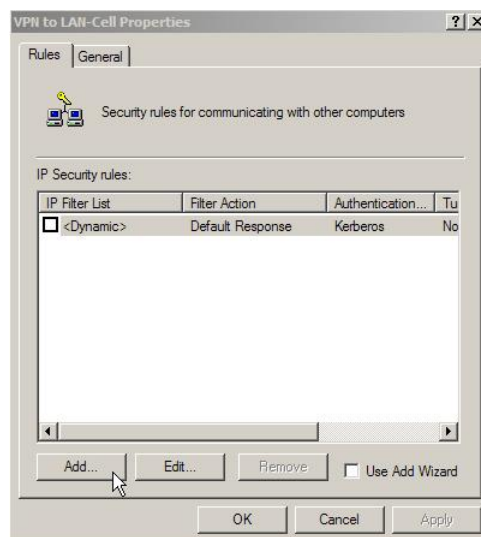 VPN to LAN-Cell Properties
Rules General
Security rules for communicating with other computers
IP Security rules:
IP Filter List Filter Action Authentication... Tu
<Dynamic> Default Response Kerberos No
Add... Edit... Remove Use Add Wizard
OK Cancel Apply